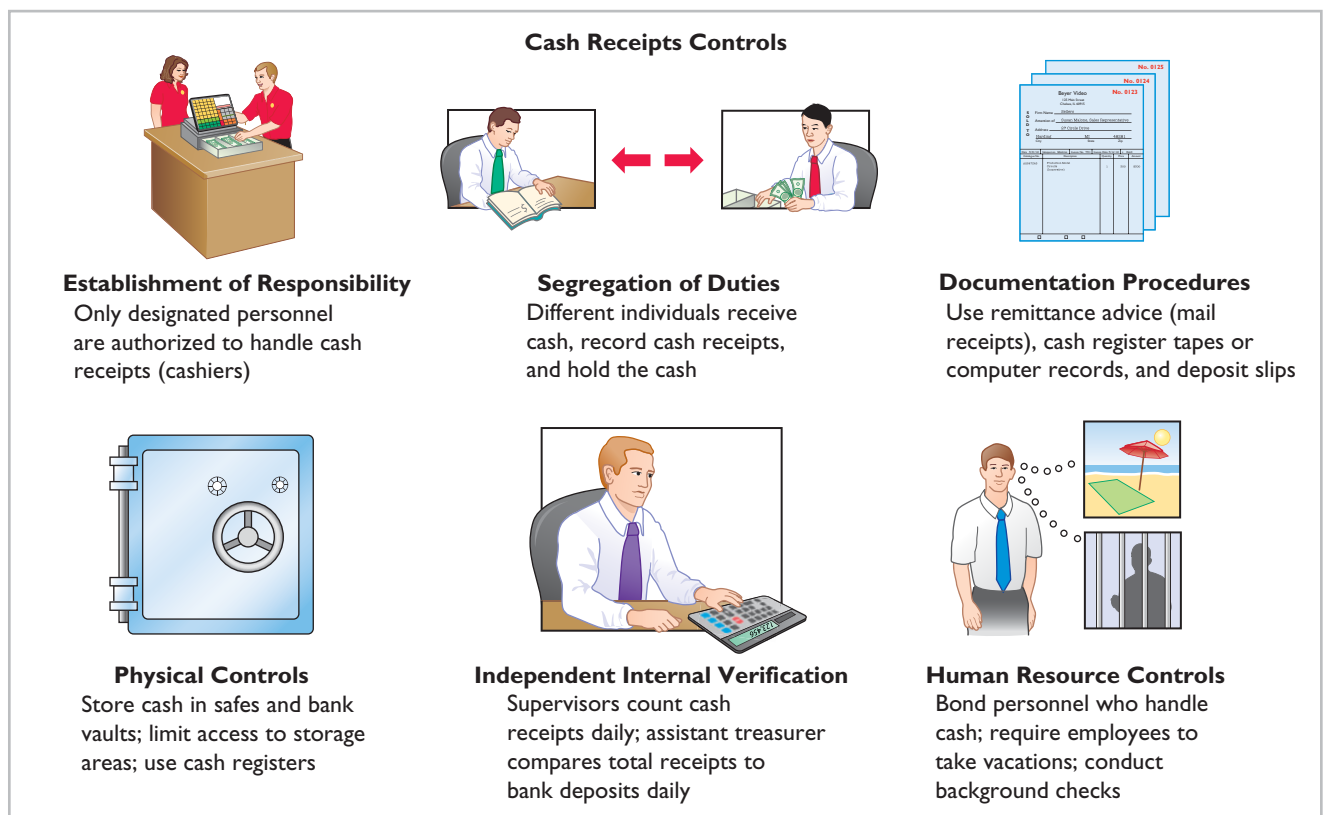 Cash Receipts Controls
No. 0125
No. 0124
No. 0123
Beyer Video
Establishment of Responsibility
Only designated personnel
are authorized to handle cash
receipts (cashiers)
Segregation of Duties
Different individuals receive
cash, record cash receipts,
and hold the cash
Documentation Procedures
Use remittance advice (mail
receipts), cash register tapes or
computer records, and deposit slips
123456
Physical Controls
Store cash in safes and bank
vaults; limit access to storage
areas; use cash registers
Independent Internal Verification
Supervisors count cash
receipts daily; assistant treasurer
compares total receipts to
bank deposits daily
Human Resource Controls
Bond personnel who handle
cash; require employees to
take vacations; conduct
background checks